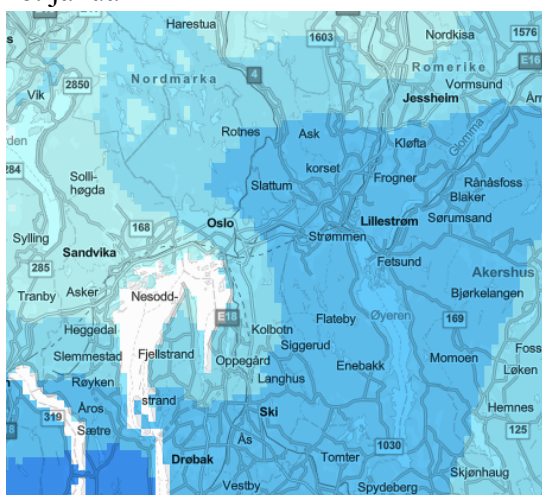 Harestua
Nordkisa
1603
1576
E16
Nordmarka
4
Romerike
2850
Vormsund
Vik
Jessheim
Rotnes
Ask
Kløfta
Glomma
284
korset
Solli-
høgda
Slattum
Frogner
Rånåsfoss
Blaker
168
Oslo
Lillestrøm
Sørumsand
Sylling
Strømmen
Sandvika
Fetsund
285
Akershus
Tranby
Asker
Nesodd-
Bjørkelangen
E18
Flateby
Øyeren
169
Heggedal
Kolbotn
Siggerud
Slemmestad
Fjellstrand
Oppegård
Momoen
Foss
Enebakk
Løken
Røyken
Langhus
strand
Hemnes
319
Åros
Ski
125
Sætre
Ås
1030
Drøbak
Tomter
Skjønhaug
Vestby
Spydeberg